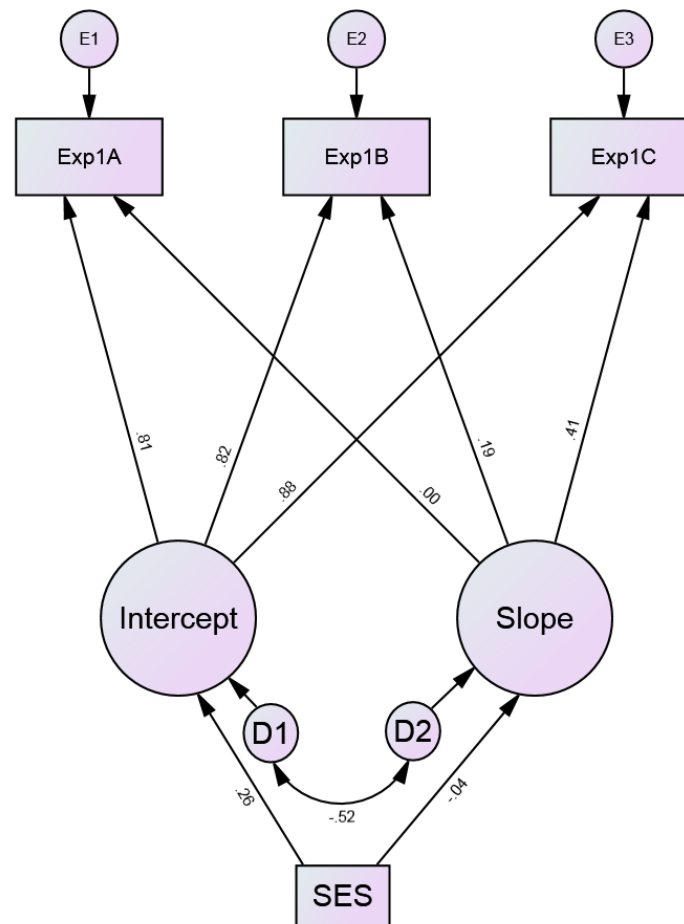 E1
E2
E3
Exp1A
Exp1B
Exp1C
.81
.82
.88
.00
.19
.41
Intercept
Slope
D1
D2
.26
-.52
-.04
SES